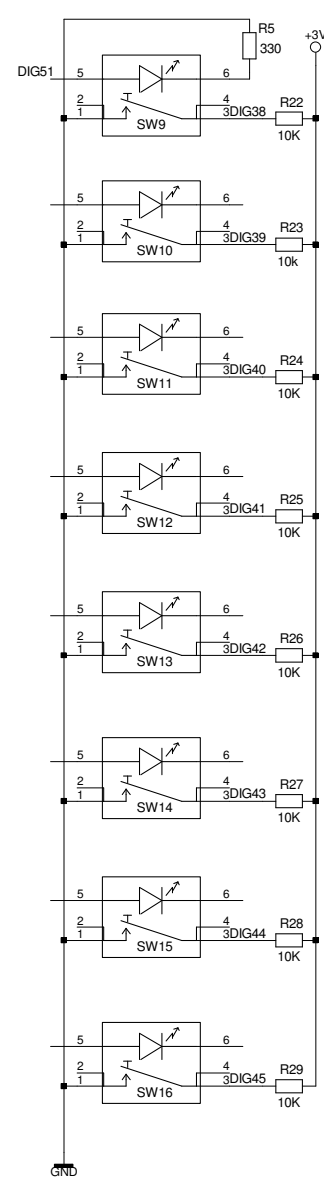 R5
330
+3V
DIG51 5 6
2 4
1 3DIG38 R22
SW9 10K
5 6
2 4
1 3DIG39 R23
SW10 10k
5 6
2 4
1 3DIG40 R24
SW11 10K
5 6
2 4
1 3DIG41 R25
SW12 10K
5 6
2 4
1 3DIG42 R26
SW13 10K
5 6
2 4
1 3DIG43 R27
SW14 10K
5 6
2 4
1 3DIG44 R28
SW15 10K
5 6
2 4
1 3DIG45 R29
SW16 10K
GND